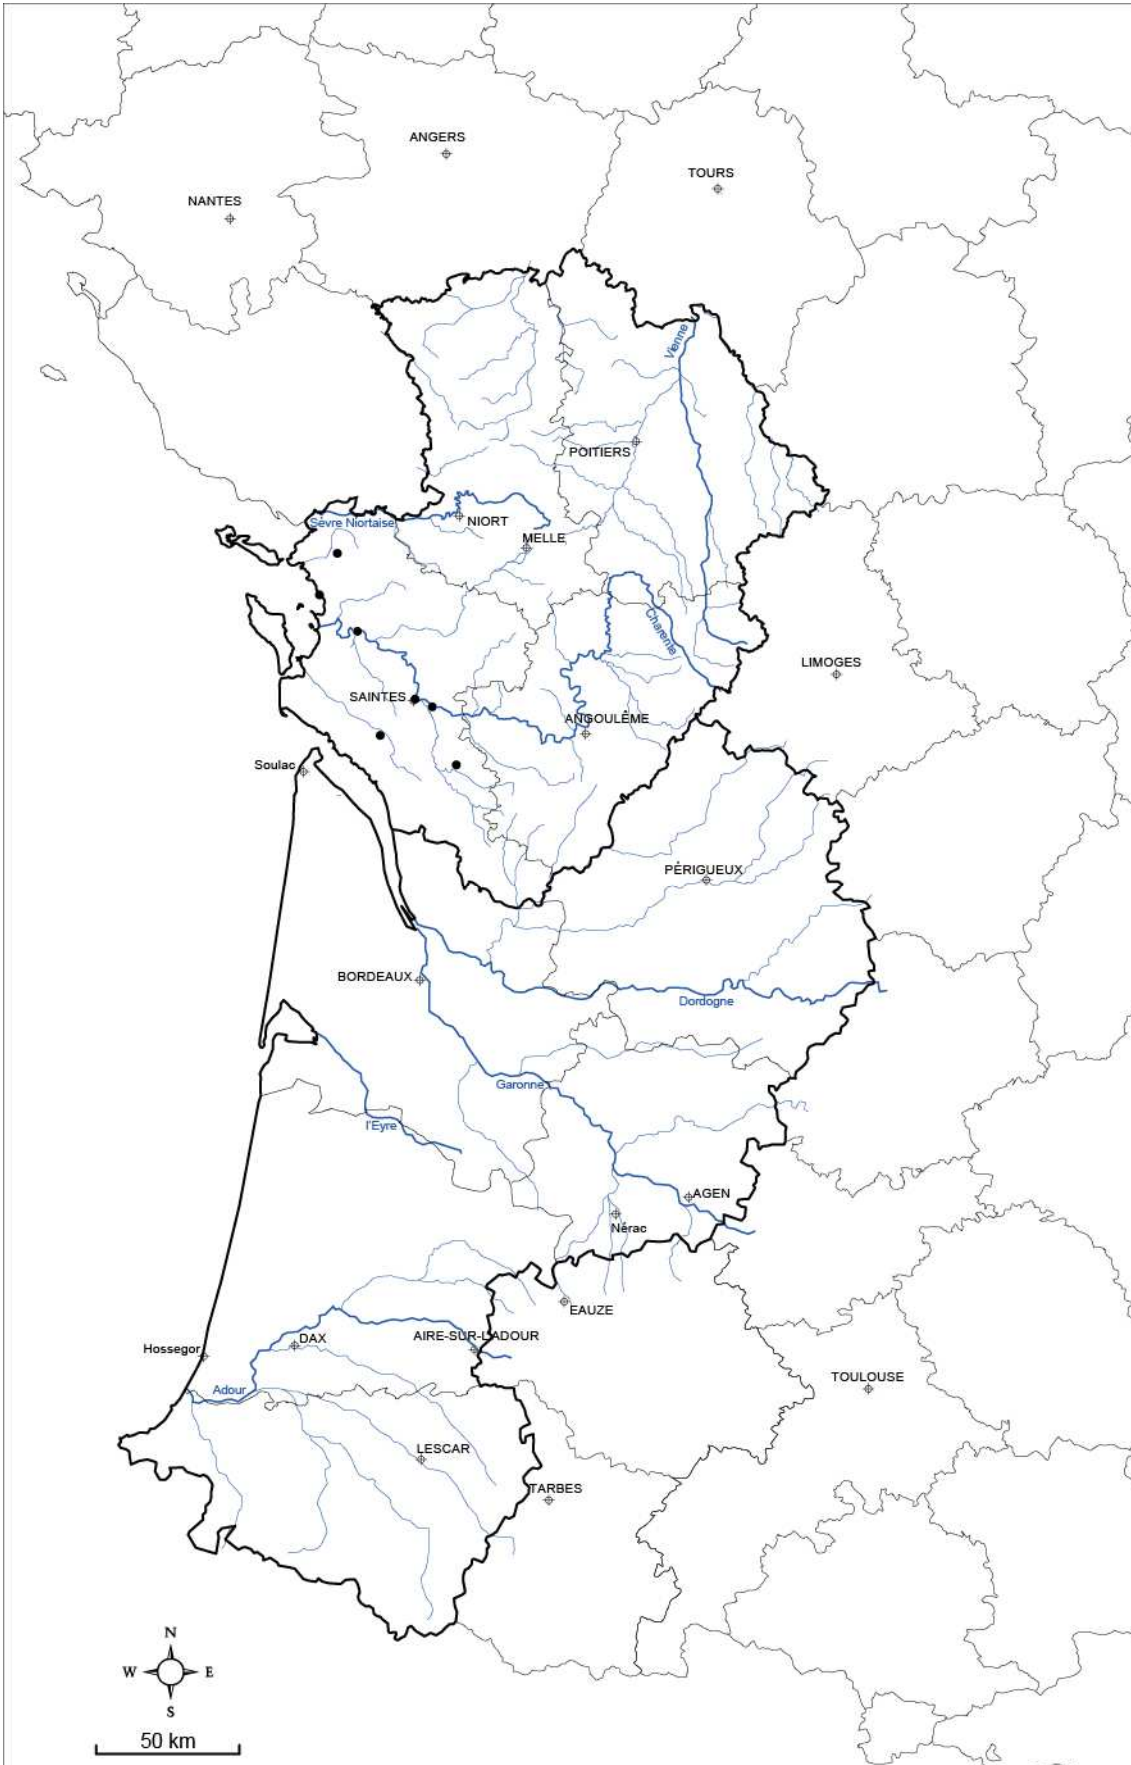 ANGERS
TOURS
NANTES
Vienne
POITIERS
Sèvre Niortaise
NIORT
MELLE
Charente
LIMOGES
SAINTES
ANGOULÊME
Soulac
PÉRIGUEUX
BORDEAUX
Dordogne
Garonne
l'Eyre
AGEN
Nérac
EAUZE
AIRE-SUR-L'ADOUR
DAX
Hossegor
TOULOUSE
Adour
LESCAR
TARBES
N
W E
S
50 km